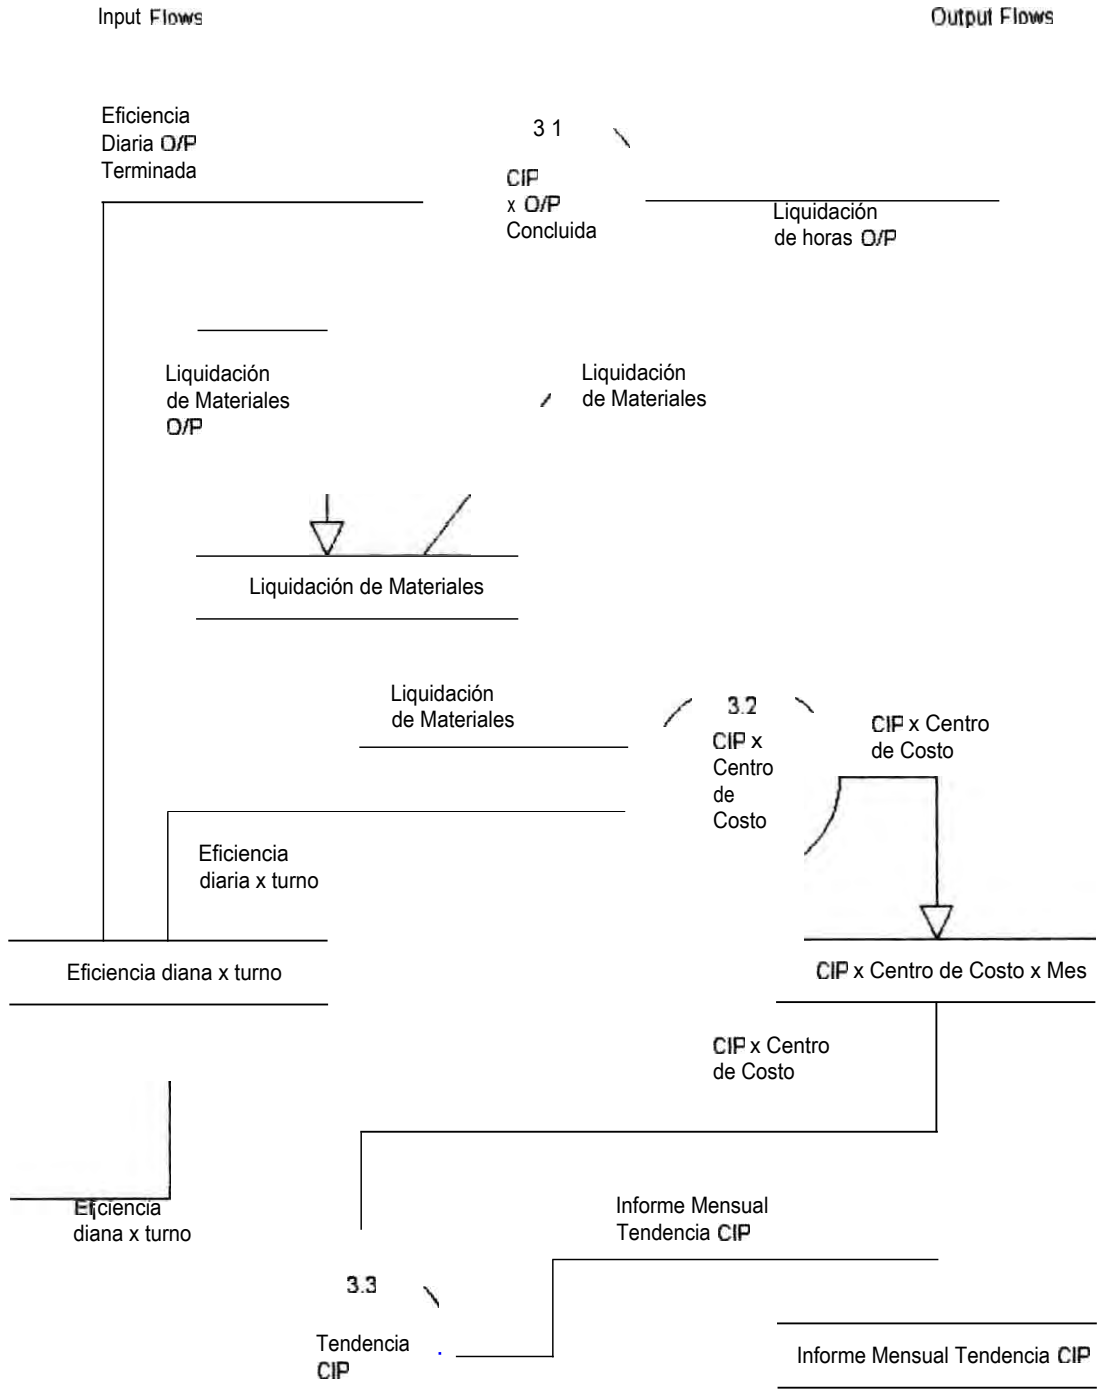 Input Flows
Output Flows
Eficiencia
Diaria O/P
Terminada
3 1
CIP
x O/P
Concluida
Liquidación
de horas O/P
Liquidación
de Materiales
O/P
Liquidación
de Materiales
Liquidación de Materiales
Liquidación
de Materiales
3.2
CIP x
Centro
de
Costo
CIP x Centro
de Costo
Eficiencia
diaria x turno
Eficiencia diana x turno
CIP x Centro de Costo x Mes
CIP x Centro
de Costo
Eficiencia
diana x turno
Informe Mensual
Tendencia CIP
3.3
Tendencia
CIP
Informe Mensual Tendencia CIP